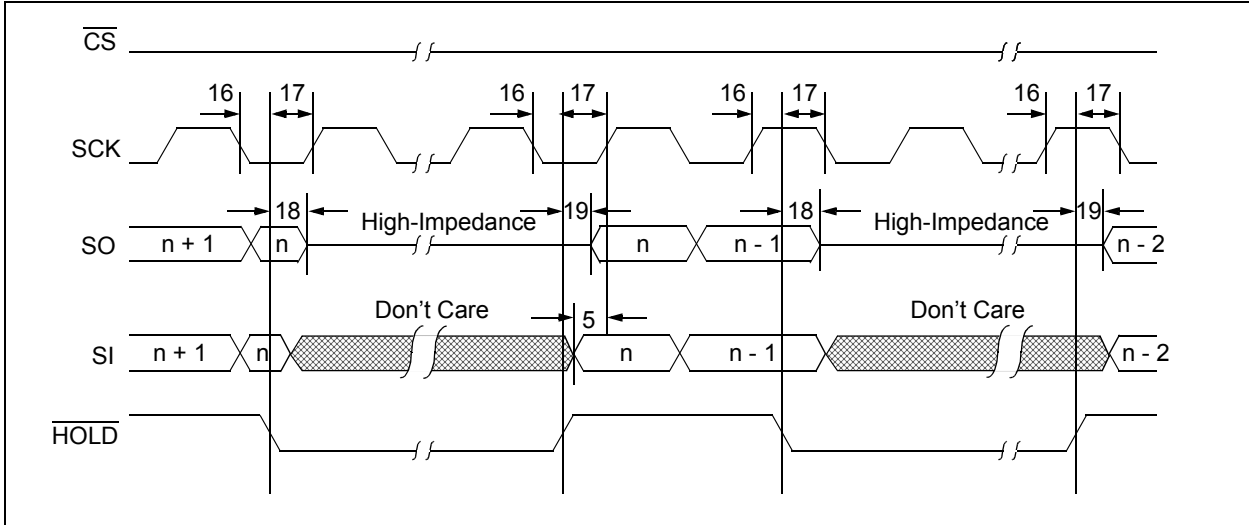 CS
16 17 16 17 16 17 16 17
SCK
18 High-Impedance 19 18 High-Impedance 19
SO n + 1 n n n - 1 n - 2
Don't Care 5 Don't Care
SI n + 1 n n n - 1 n - 2
HOLD